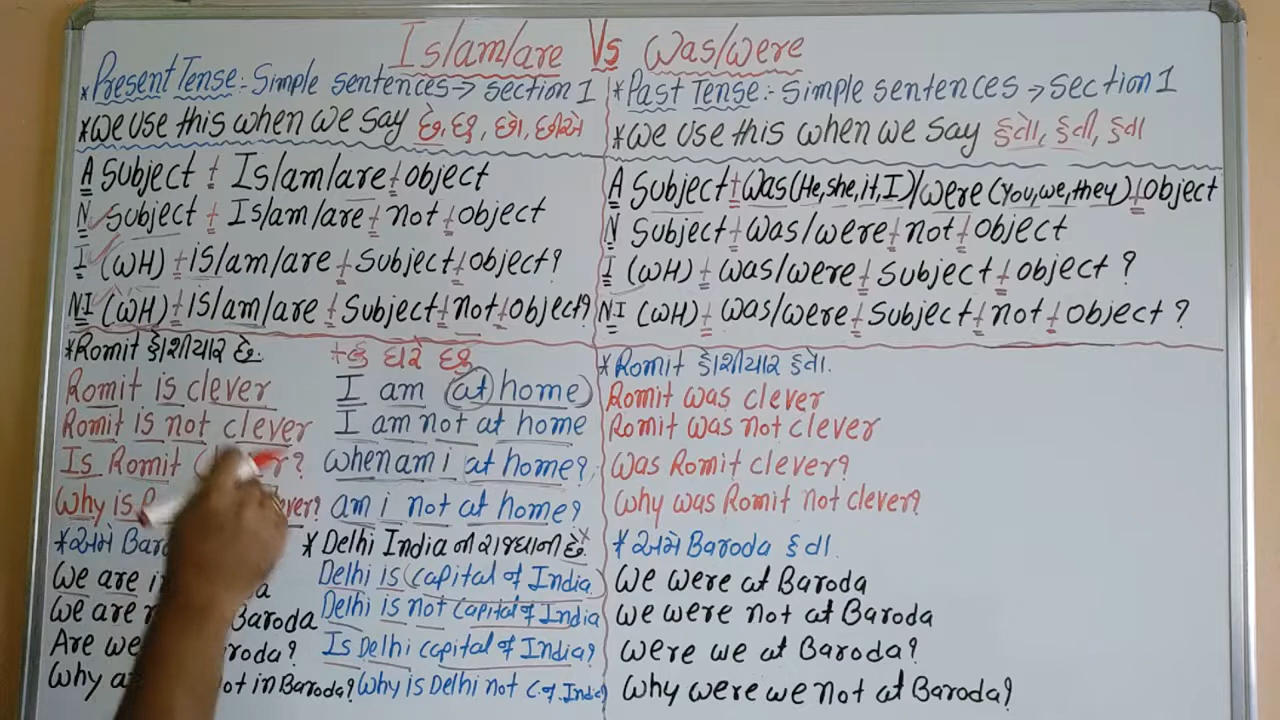 Is/am/are Vs Was/were
*Present Tense:- Simple sentences→ section 1
*we use this when we say છે, છું, છો, છીએ
A Subject + Is/am/are + object
N Subject + Is/am/are + not + object
I (WH) + is/am/are + subject + object?
NI (WH) + is/am/are + Subject + not + object?
*Romit હોશીયાર છે.
Romit is clever
Romit is not clever
Is Romit
Why is
*અમે
We are
We are Baroda
Are we
Why not in Baroda?
+હું ઘરે છું
I am (at home)
I am not at home
when am i at home?
am i not at home?
* Delhi India ની રાજધાની છે.
Delhi is (capital of India)
Delhi is not capital of India
Is Delhi capital of India?
Why is Delhi not C.of.India
*Past Tense:- Simple sentences → section 1
*we use this when we say હતો, હતી, હતા
A Subject + was (He, she, it, I) / were (you, we, they) + object
N Subject + was/were + not + object
I (WH) + was/were + subject + object ?
NI (WH) + was/were + Subject + not + object ?
*Romit હોશીયાર હતો.
Romit was clever
Romit was not clever
Was Romit clever?
Why was Romit not clever?
* અમે Baroda હતા.
We were at Baroda
we were not at Baroda
were we at Baroda?
Why were we not at Baroda?